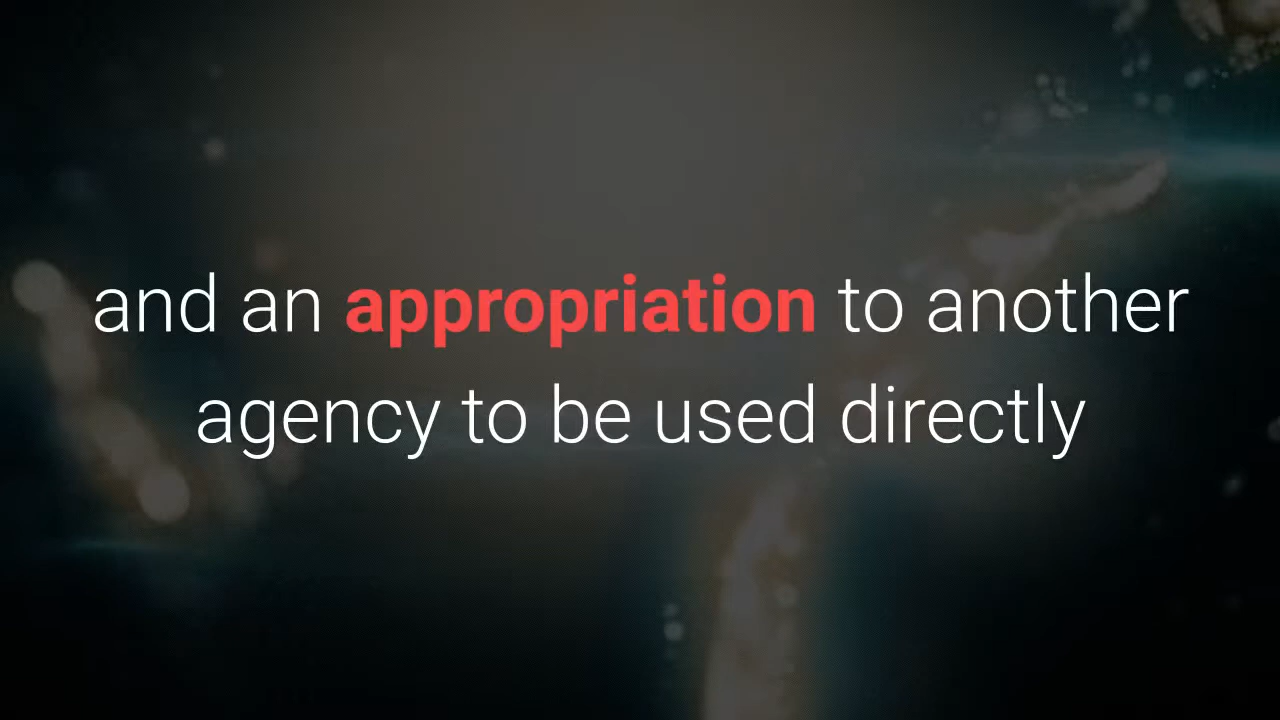 and an appropriation to another
agency to be used directly